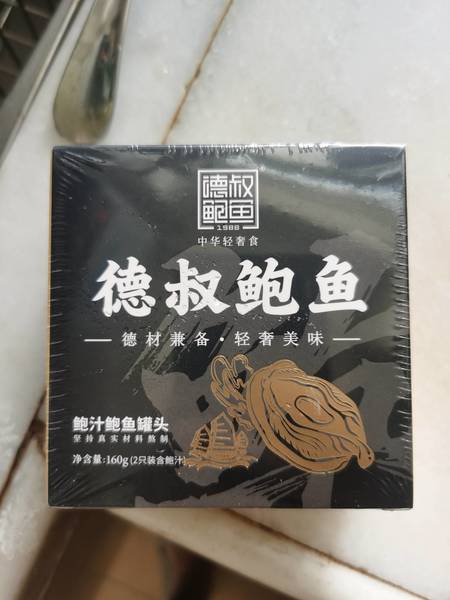 德叔
鲍鱼
1988
中华轻奢食
德叔鲍鱼
德材兼备·轻奢美味
鲍汁鲍鱼罐头
坚持真实材料熬制
净含量:160g(2只装含鲍汁)